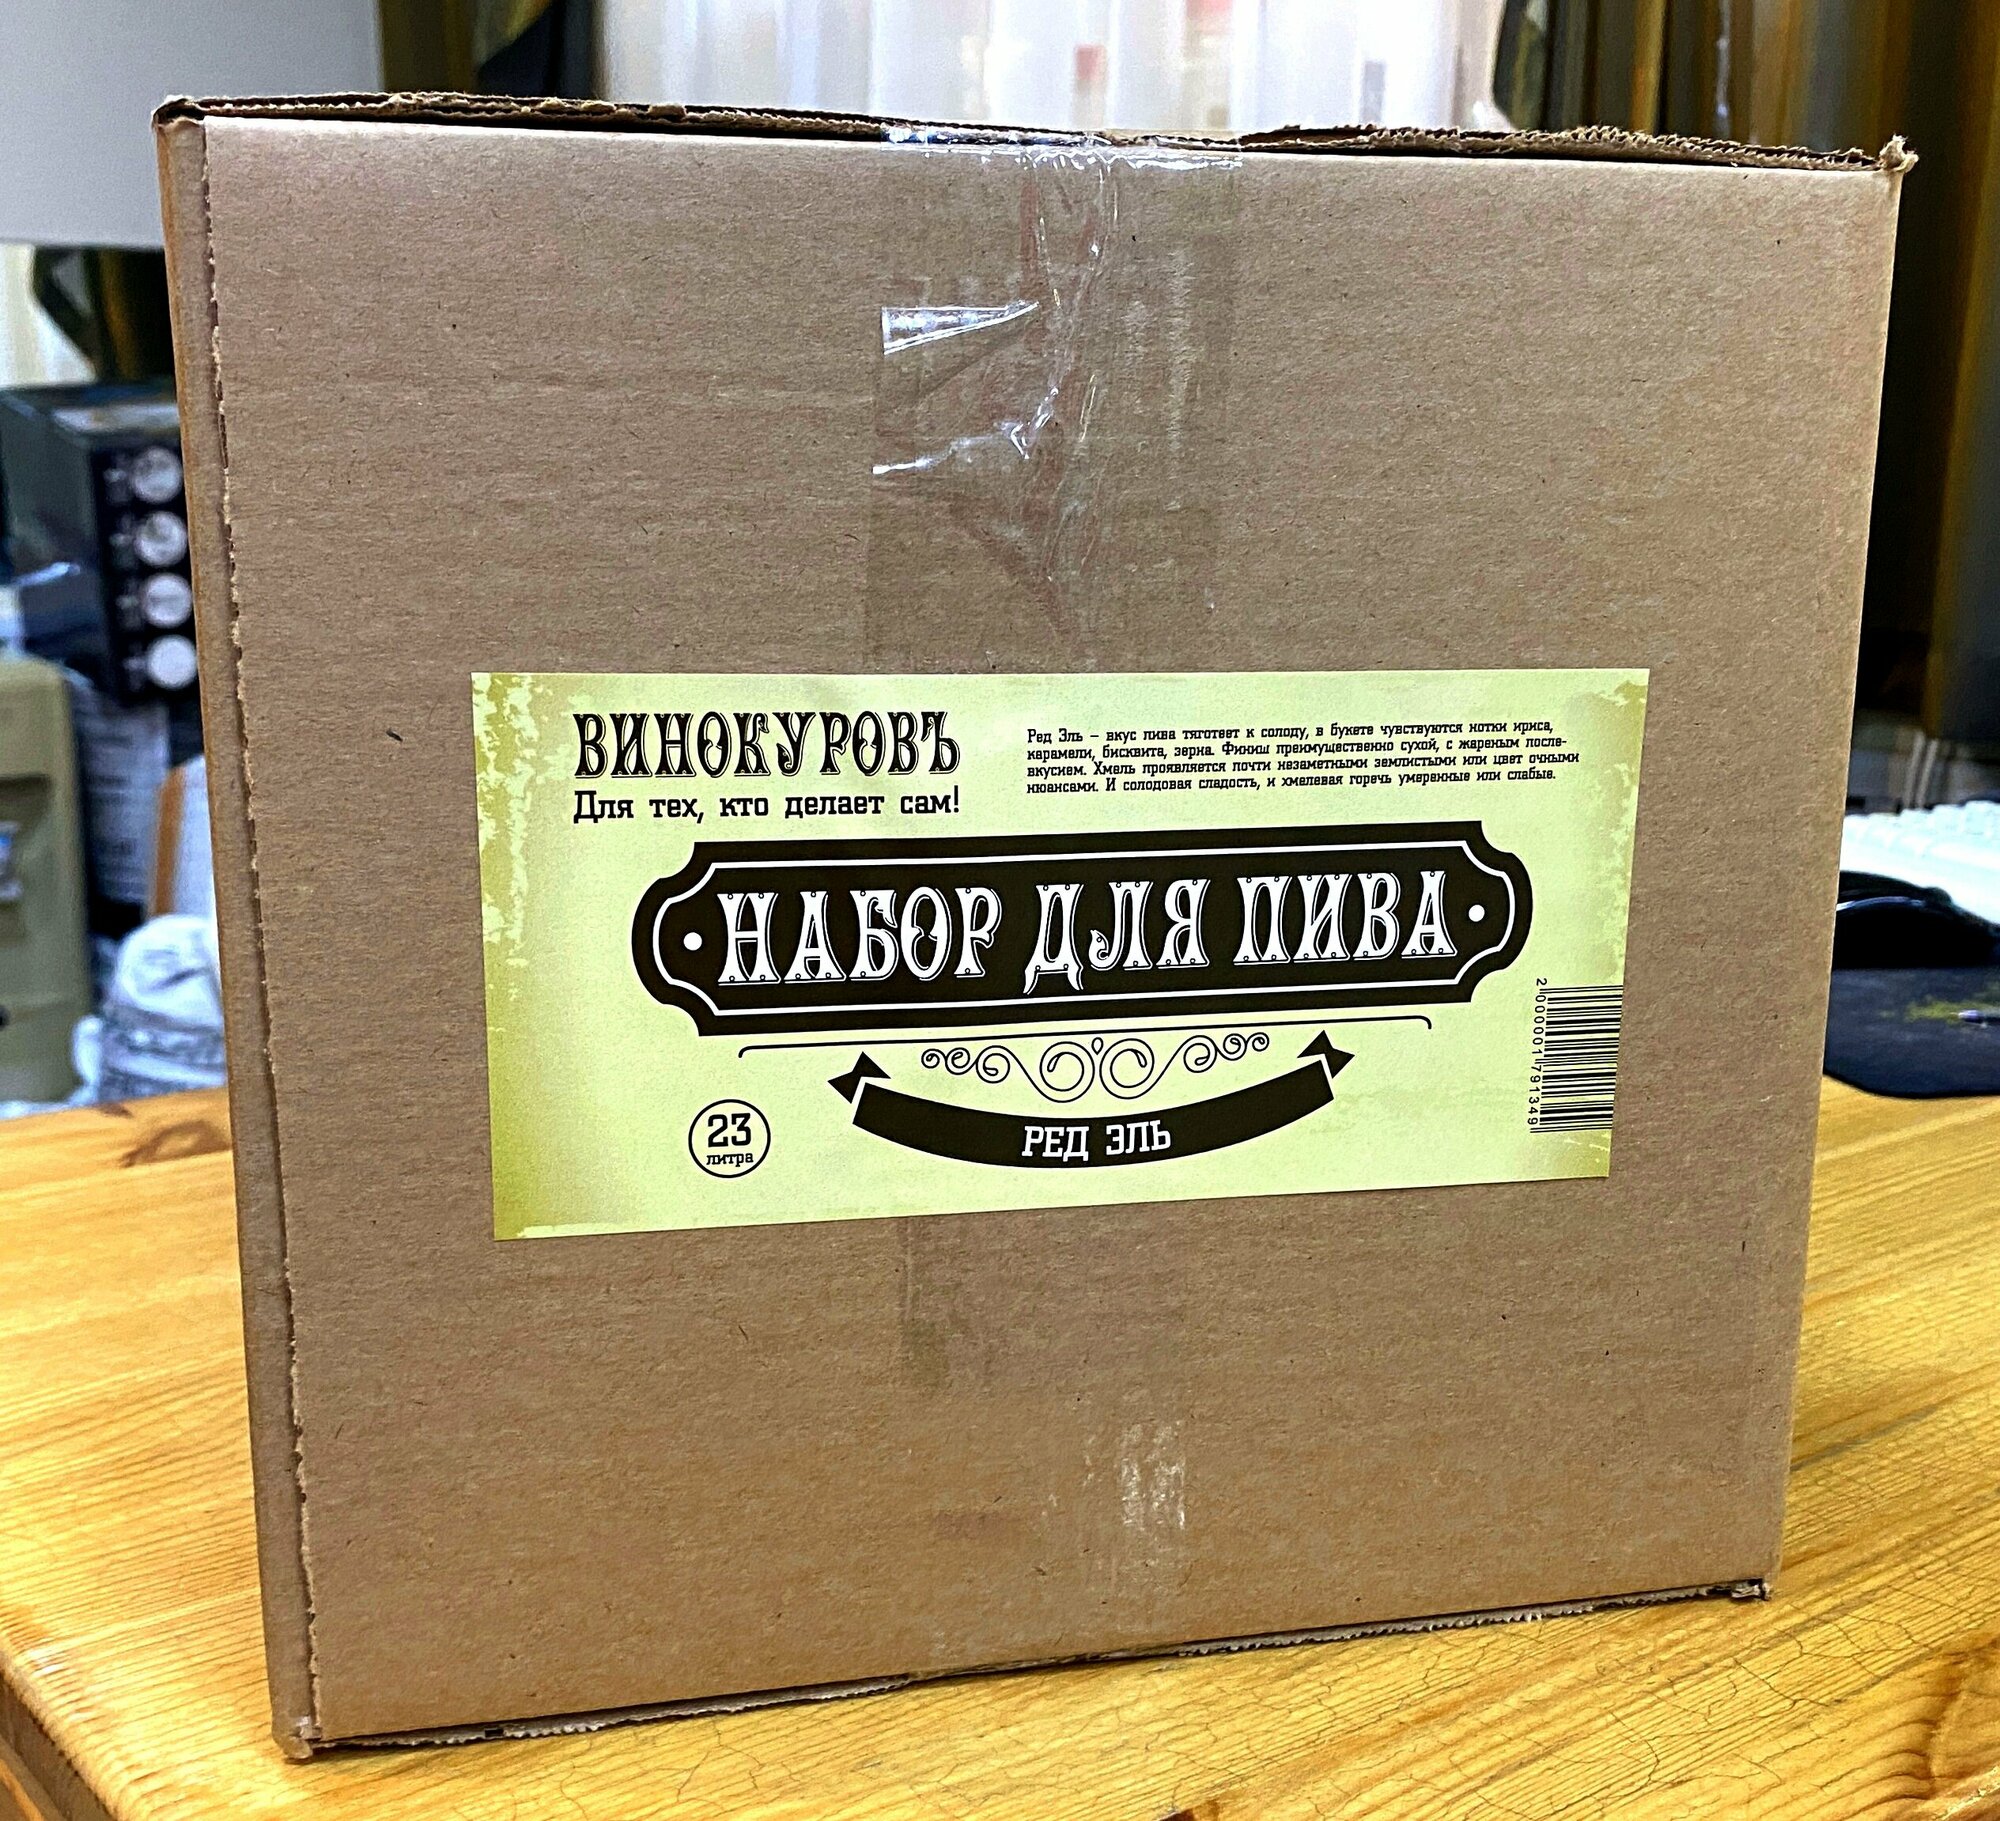 ВИНОКУРОВЪ
Для тех, кто делает сам!
Ред Эль – вкус пива тяготеет к солоду, в букете чувствуются нотки ириса,
карамели, бисквита, зерна. Финиш преимущественно сухой, с жареным после-
вкусием. Хмель проявляется почти незаметными землистыми или цвет очными
нюансами. И солодовая сладость, и хмелевая горечь умеренные или слабые.
НАБОР ДЛЯ ПИВА
РЕД ЭЛЬ
23
литра
2000001791349